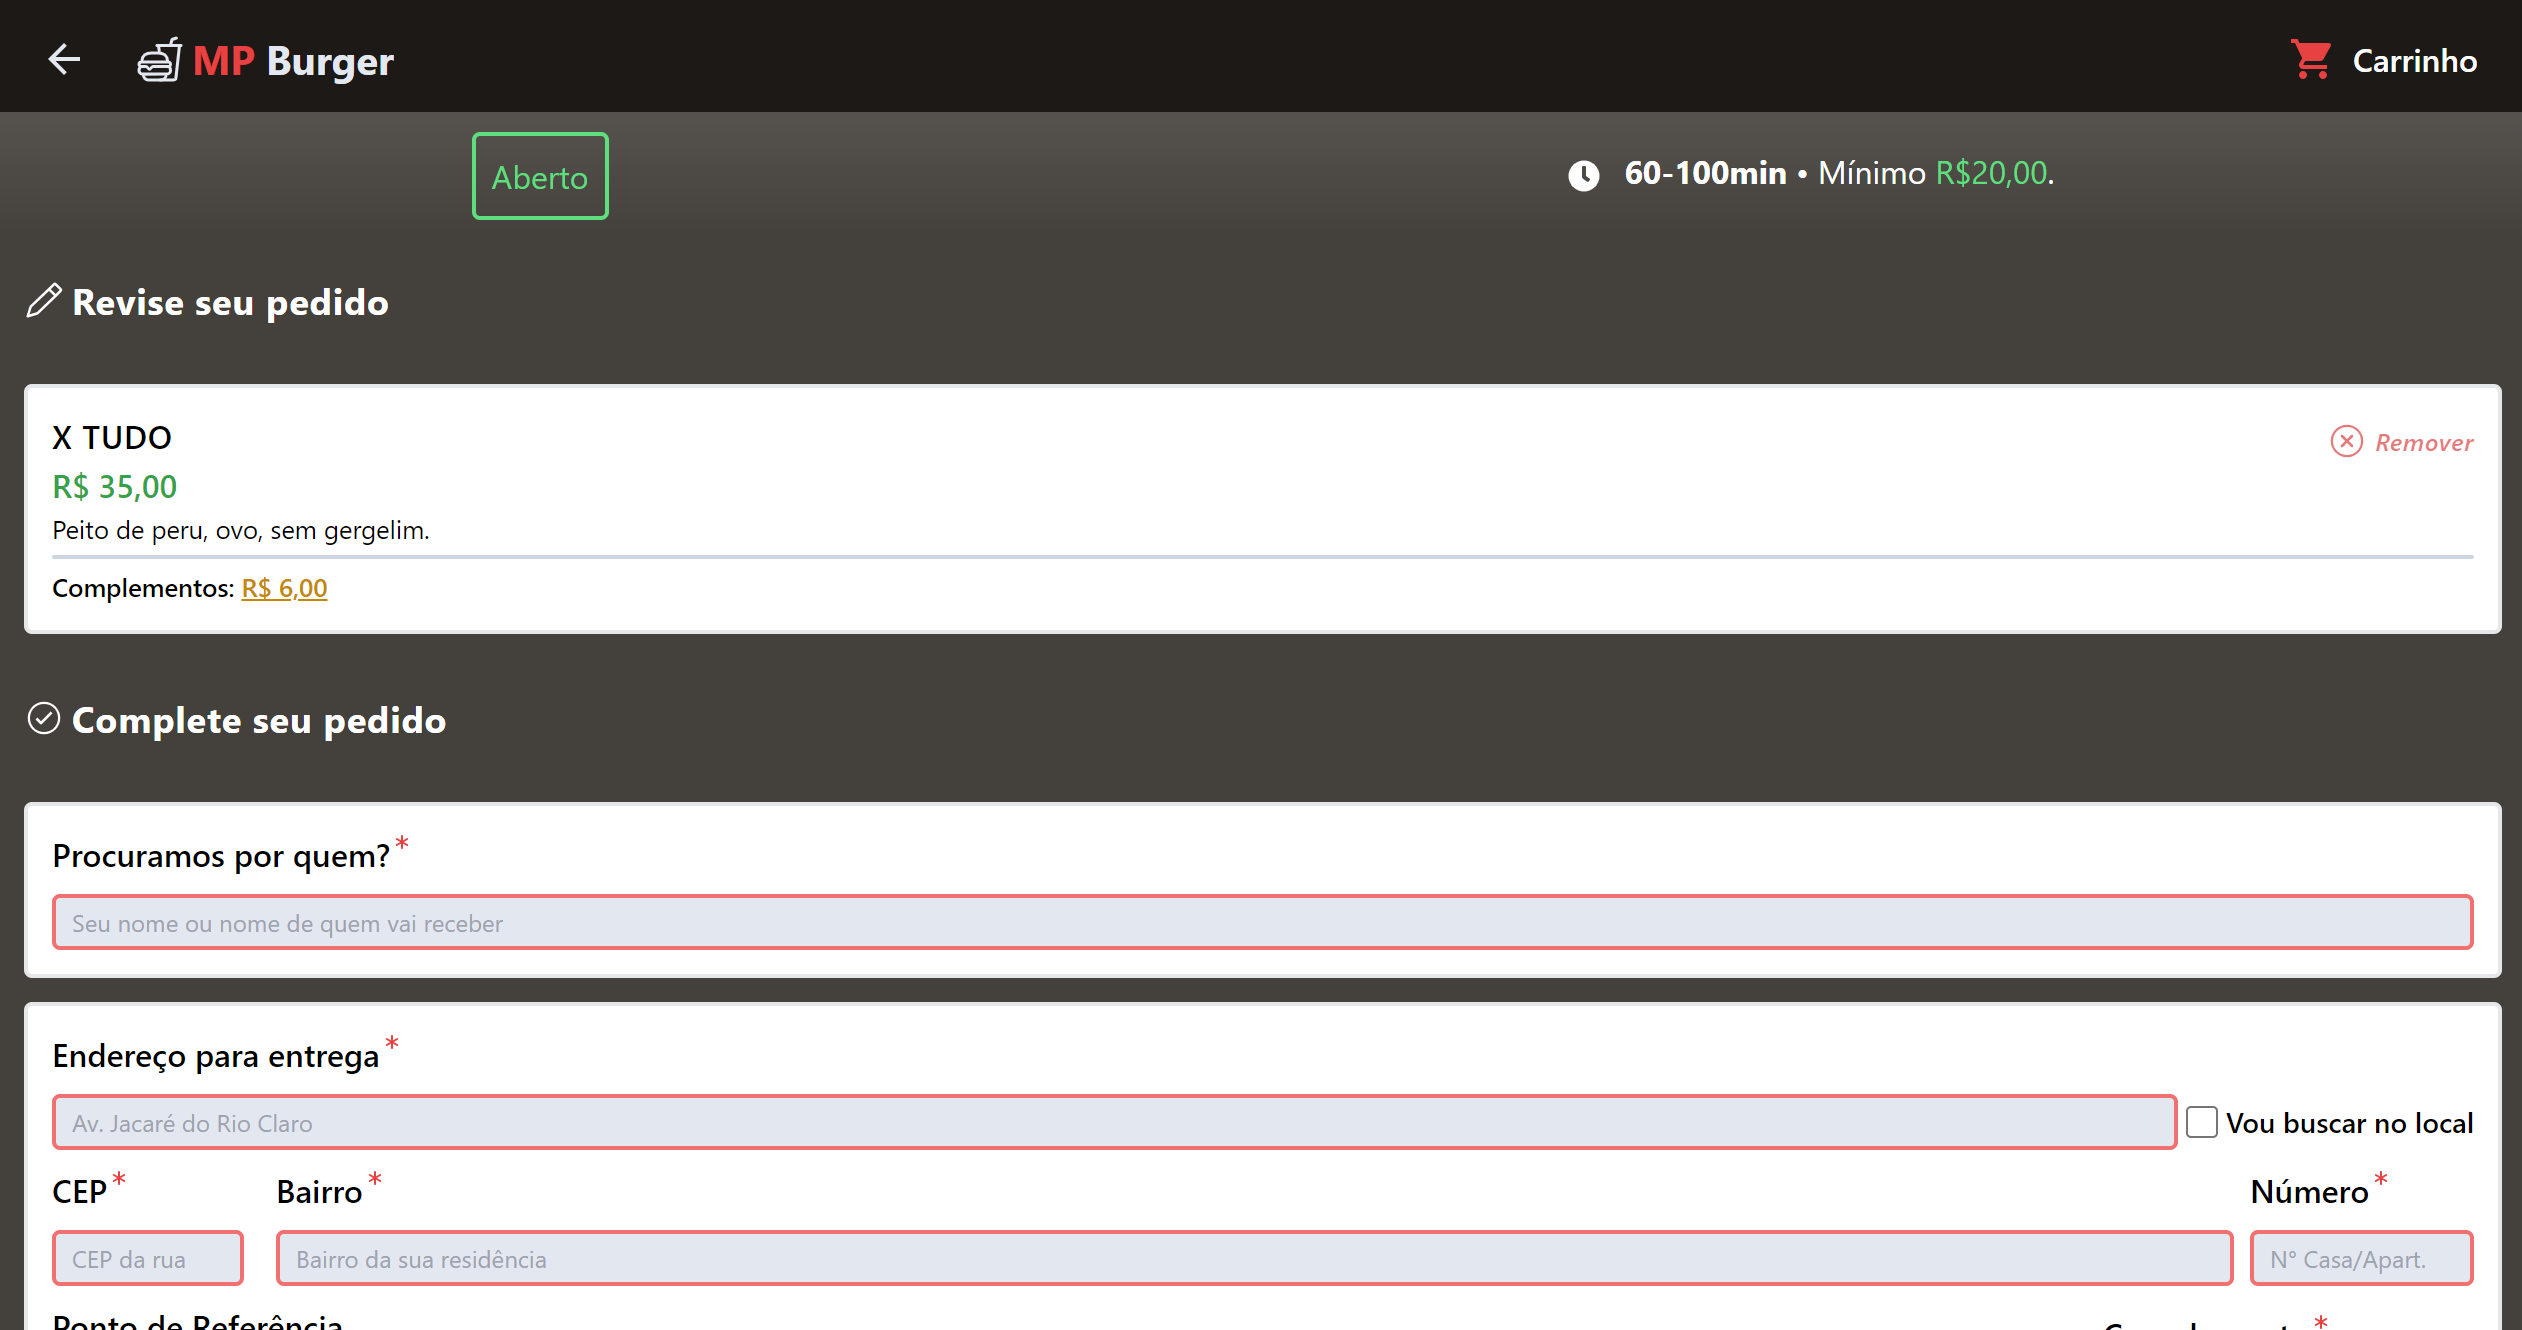 MP Burger
Carrinho
Aberto
60-100min • Mínimo R$20,00.
Revise seu pedido
X TUDO
Remover
R$ 35,00
Peito de peru, ovo, sem gergelim.
Complementos: R$ 6,00
Complete seu pedido
Procuramos por quem?*
Seu nome ou nome de quem vai receber
Endereço para entrega*
Av. Jacaré do Rio Claro
Vou buscar no local
CEP* Bairro* Número*
CEP da rua Bairro da sua residência N° Casa/Apart.
Ponto de Referência